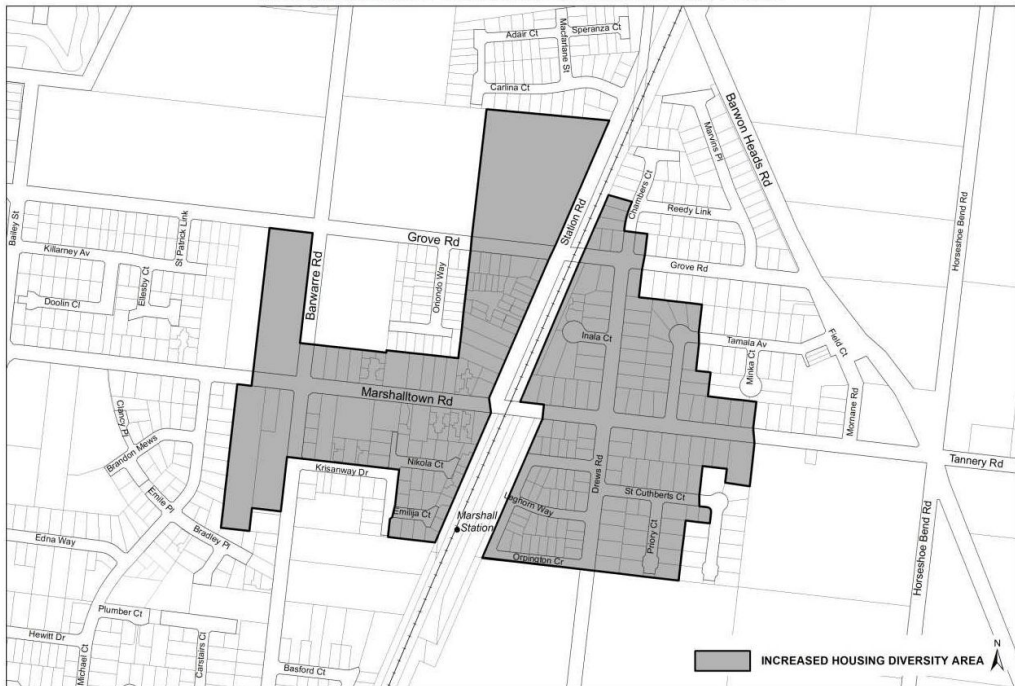 Adair Ct
Macfarlane St
Speranza Ct
Carlina Ct
Barwon Heads Rd
Marvins Pl
Chambers Ct
Reedy Link
Station Rd
Horseshoe Bend Rd
Bailey St
St Patrick Link
Killarney Av
Ellesby Ct
Doolin Cl
Barwarre Rd
Grove Rd
Oriondo Way
Grove Rd
Inala Ct
Tamala Av
Minka Ct
Field Ct
Mornane Rd
Marshalltown Rd
Clancy Pl
Brandon Mews
Nikola Ct
Krisanway Dr
Emilija Ct
Marshall
Station
Leghorn Way
Drews Rd
St Cuthberts Ct
Priory Ct
Orpington Cr
Tannery Rd
Horseshoe Bend Rd
Emile Pl
Bradley Pl
Edna Way
Plumber Ct
Hewitt Dr
Michael Ct
Carstairs Ct
Basford Ct
INCREASED HOUSING DIVERSITY AREA
N